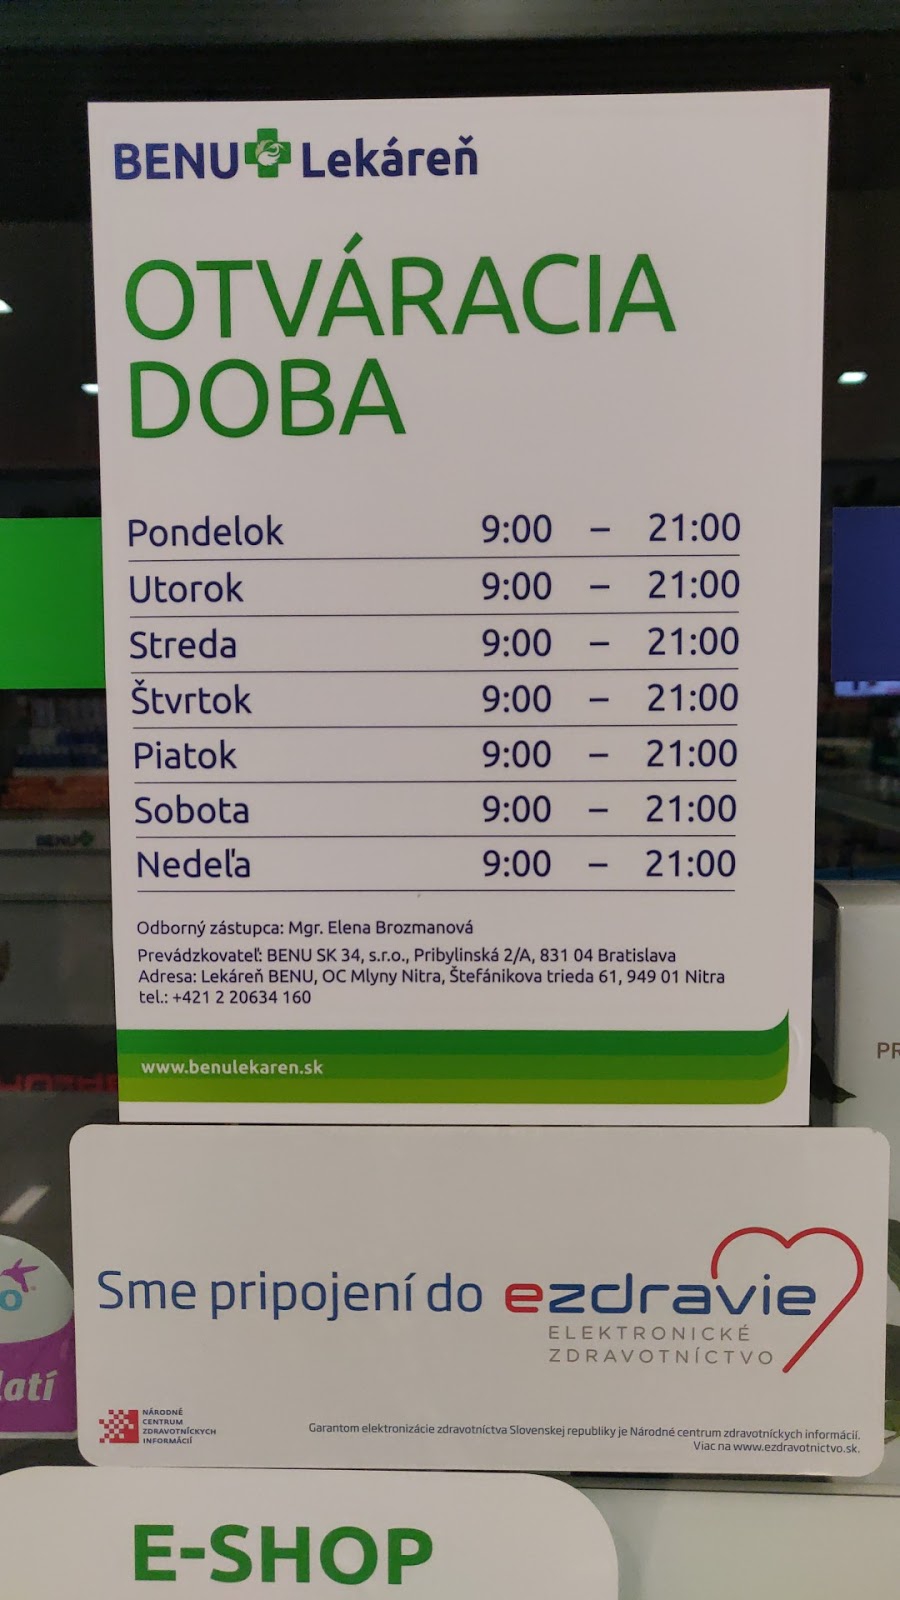 BENU Lekáreň
OTVÁRACIA
DOBA
Pondelok 9:00 – 21:00
Utorok 9:00 – 21:00
Streda 9:00 – 21:00
Štvrtok 9:00 – 21:00
Piatok 9:00 – 21:00
Sobota 9:00 – 21:00
Nedeľa 9:00 – 21:00
Odborný zástupca: Mgr. Elena Brozmanová
Prevádzkovateľ: BENU SK 34, s.r.o., Pribylinská 2/A, 831 04 Bratislava
Adresa: Lekáreň BENU, OC Mlyny Nitra, Štefánikova trieda 61, 949 01 Nitra
tel.: +421 2 20634 160
www.benulekaren.sk
Sme pripojení do ezdravie
ELEKTRONICKÉ
ZDRAVOTNÍCTVO
NÁRODNÉ
CENTRUM
ZDRAVOTNÍCKYCH
INFORMÁCIÍ
Garantom elektronizácie zdravotníctva Slovenskej republiky je Národné centrum zdravotníckych informácií.
Viac na www.ezdravotnictvo.sk.
E-SHOP